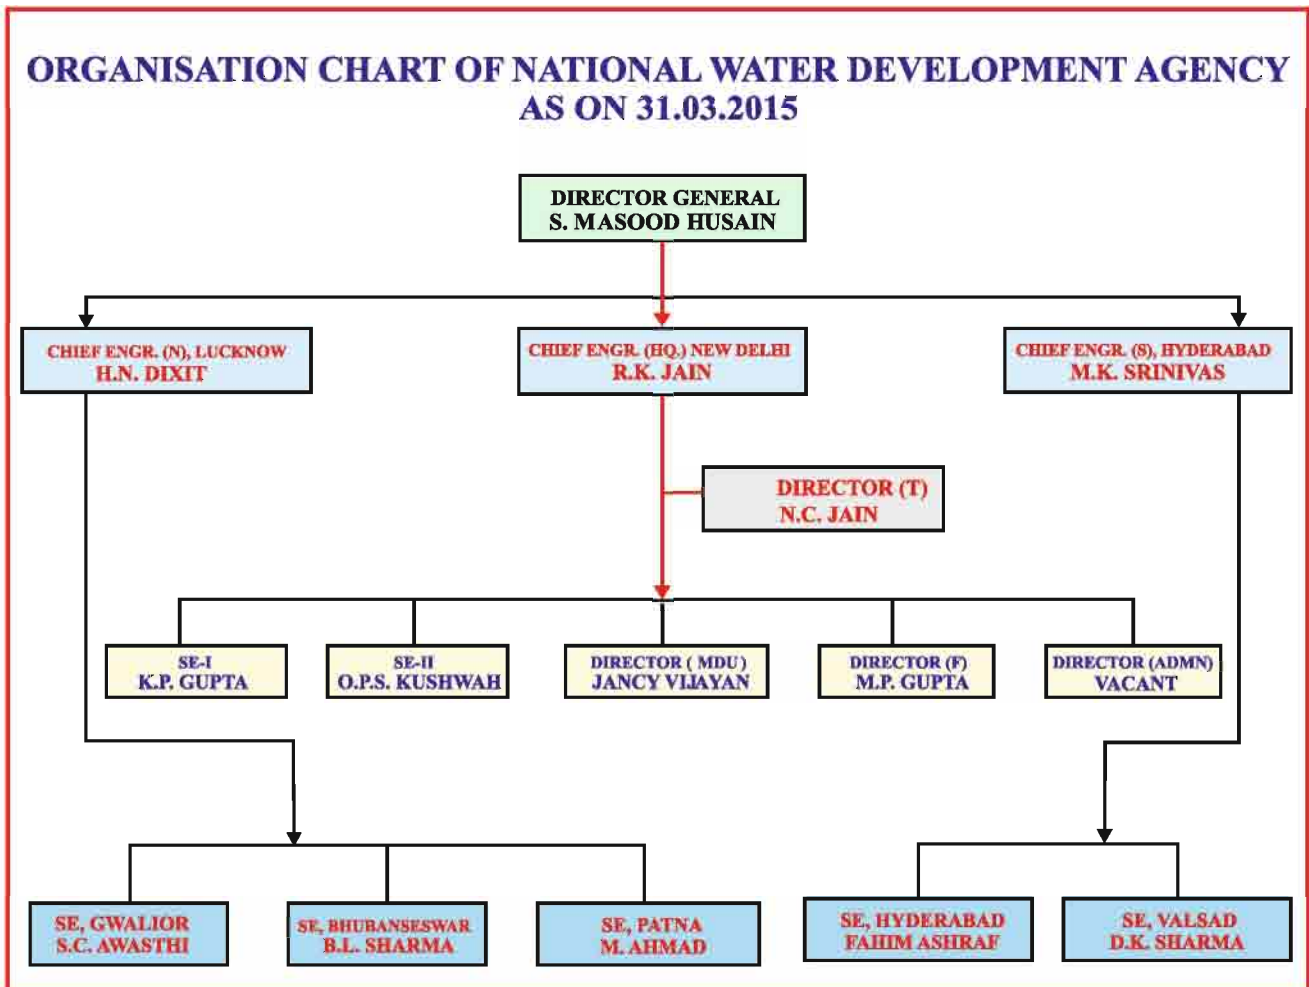 ORGANISATION CHART OF NATIONAL WATER DEVELOPMENT AGENCY
AS ON 31.03.2015
DIRECTOR GENERAL
S. MASOOD HUSAIN
CHIEF ENGR. (N), LUCKNOW
H.N. DIXIT
CHIEF ENGR. (HQ.) NEW DELHI
R.K. JAIN
CHIEF ENGR. (S), HYDERABAD
M.K. SRINIVAS
DIRECTOR (T)
N.C. JAIN
SE-I
K.P. GUPTA
SE-II
O.P.S. KUSHWAH
DIRECTOR ( MDU )
JANCY VIJAYAN
DIRECTOR (F)
M.P. GUPTA
DIRECTOR (ADMN)
VACANT
SE, GWALIOR
S.C. AWASTHI
SE, BHUBANSESWAR
B.L. SHARMA
SE, PATNA
M. AHMAD
SE, HYDERABAD
FAHIM ASHRAF
SE, VALSAD
D.K. SHARMA